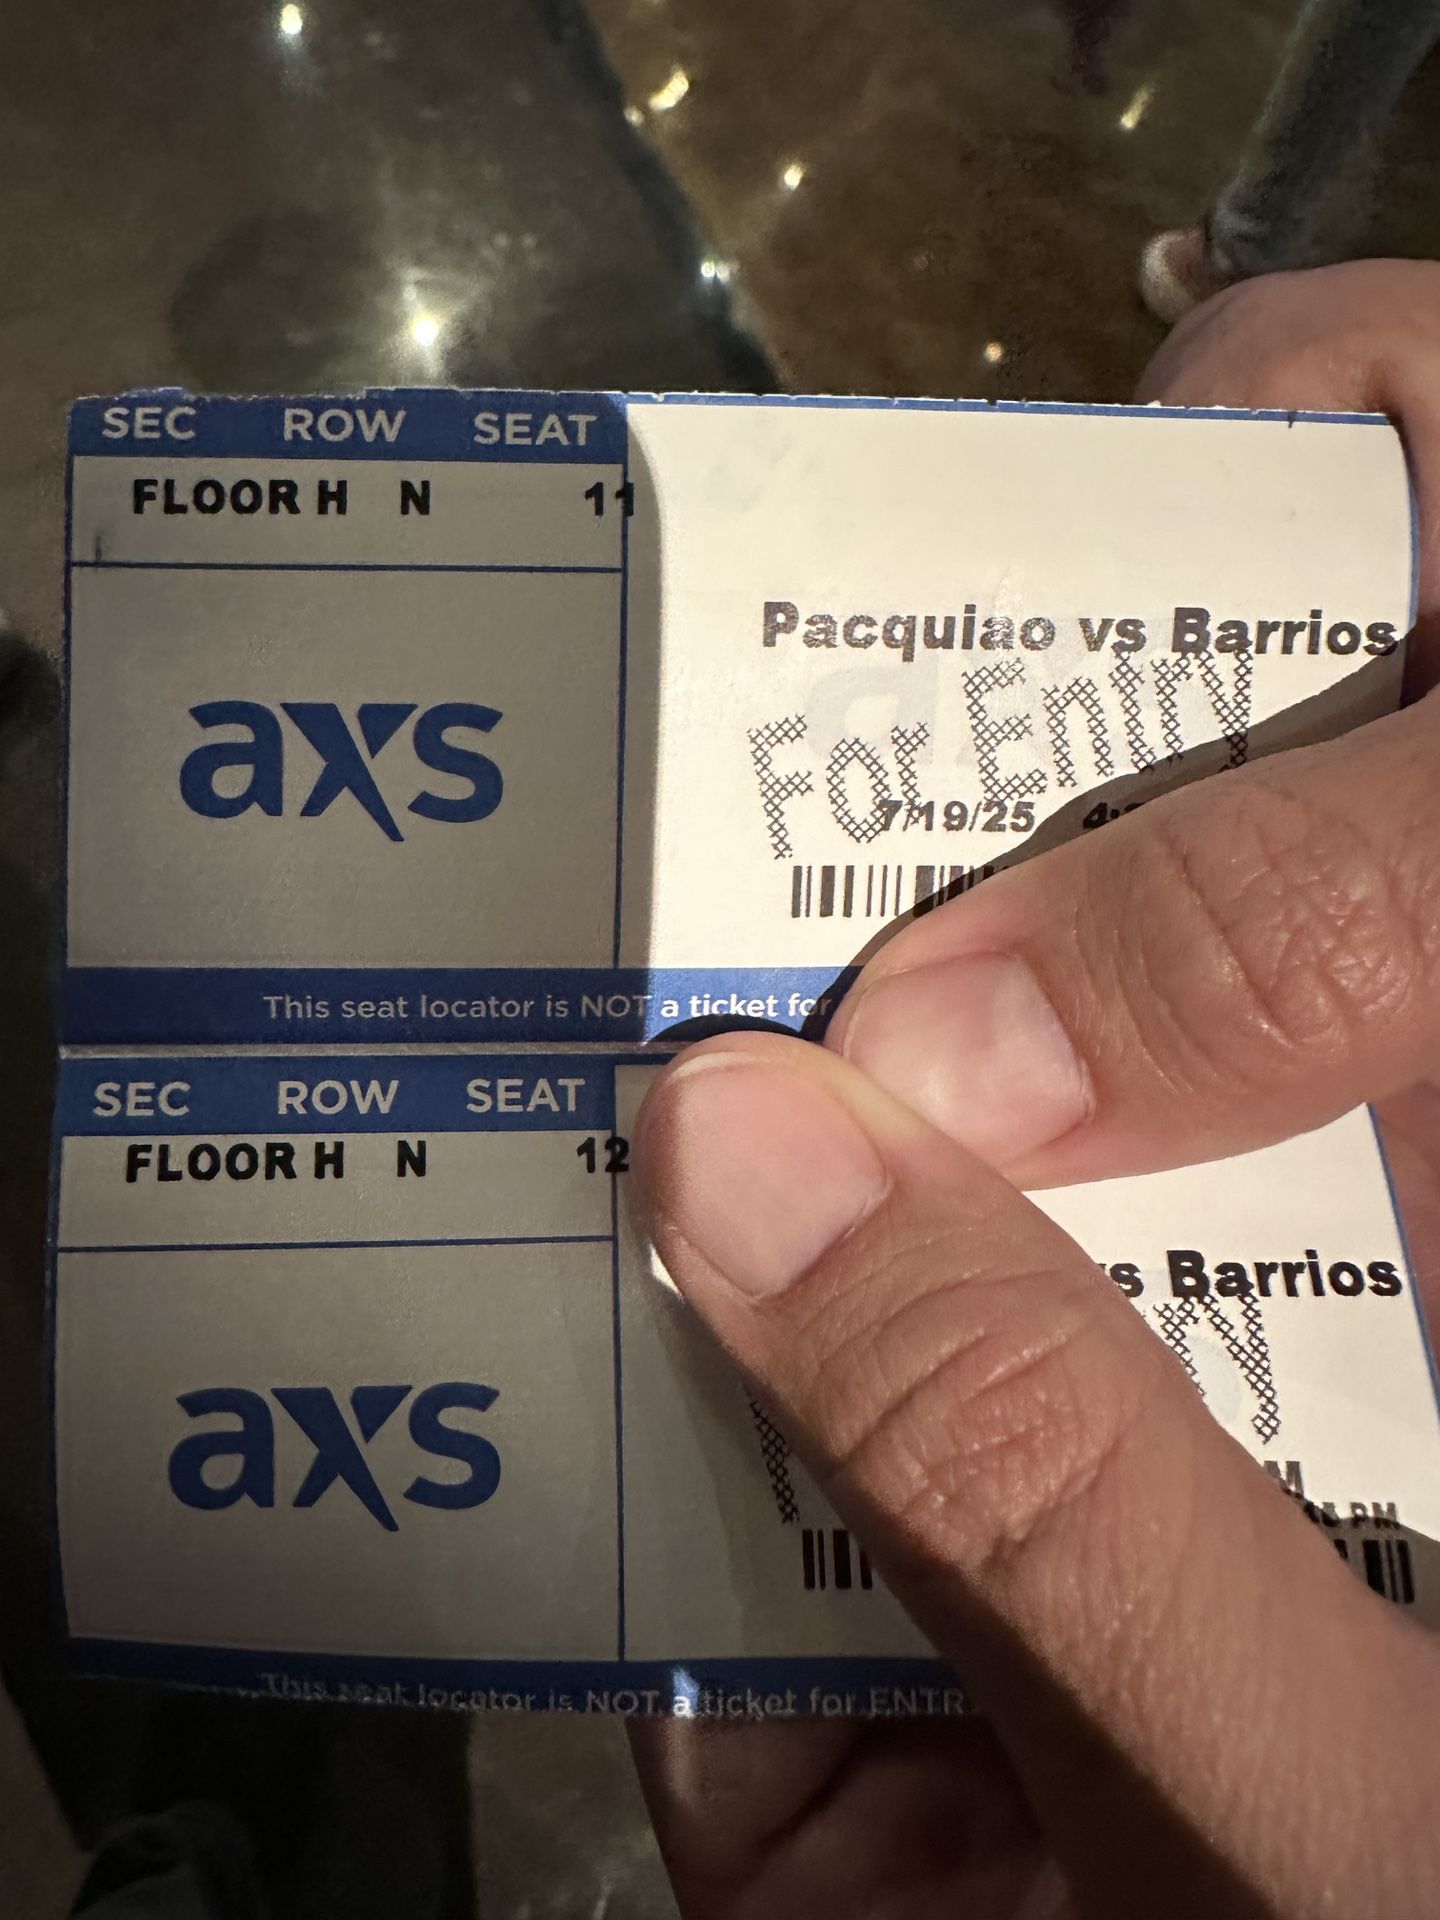 SEC ROW SEAT
FLOOR H N 11
axs
Pacquiao vs Barrios
For Entry
7/19/25
This seat locator is NOT a ticket for
SEC ROW SEAT
FLOOR H N 12
axs
Barrios
PM
This seat locator is NOT a ticket for